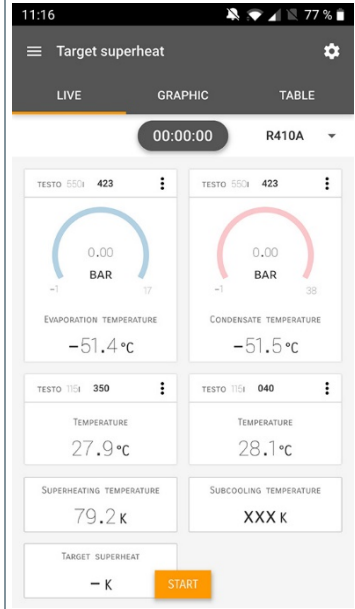 11:16 77 %
Target superheat
LIVE GRAPHIC TABLE
00:00:00 R410A
TESTO 550i 423 TESTO 550i 423
0.00 0.00
BAR BAR
-1 17 -1 38
EVAPORATION TEMPERATURE CONDENSATE TEMPERATURE
-51.4 °C -51.5 °C
TESTO 115i 350 TESTO 115i 040
TEMPERATURE TEMPERATURE
27.9 °C 28.1 °C
SUPERHEATING TEMPERATURE SUBCOOLING TEMPERATURE
79.2 K XXX K
TARGET SUPERHEAT
– K START